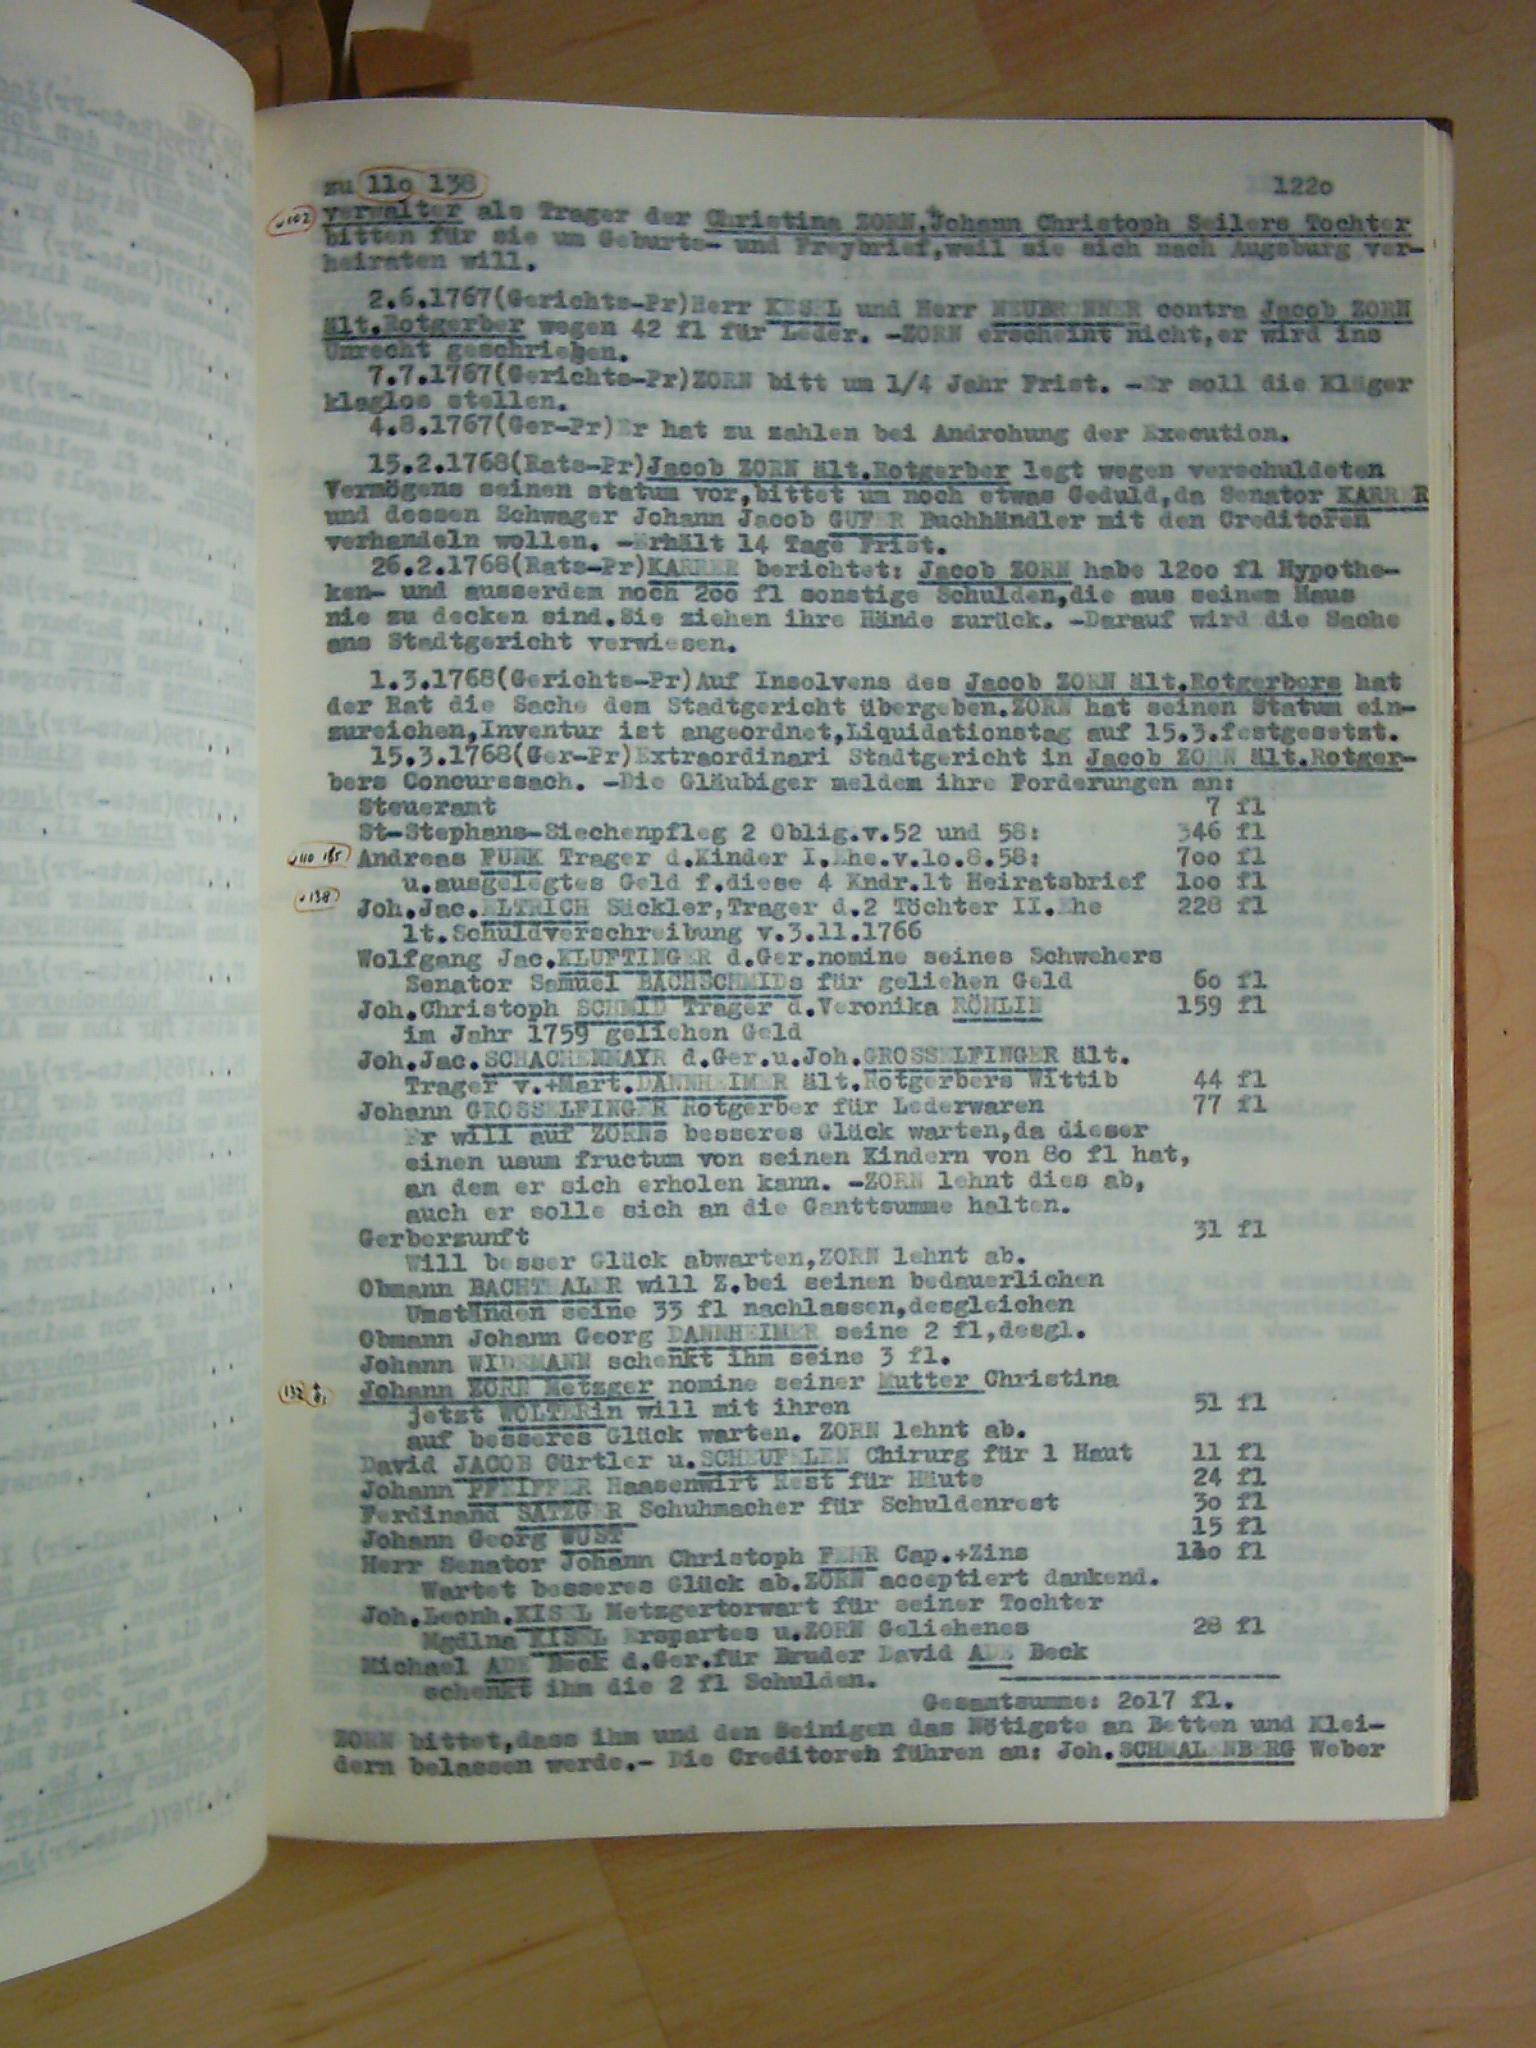 zu 11o 138
122o
v 102
verwalter als Trager der Christina ZORN,+Johann Christoph Seilers Tochter
bitten für sie um Geburts- und Freybrief,weil sie sich nach Augsburg ver-
heiraten will.
2.6.1767(Gerichts-Pr)Herr KESEL und Herr NEUBRONNER contra Jacob ZORN
ält.Rotgerber wegen 42 fl für Leder. -ZORN erscheint nicht,er wird ins
Unrecht geschrieben.
7.7.1767(Gerichts-Pr)ZORN bitt um 1/4 Jahr Frist. -Er soll die Kläger
klaglos stellen.
4.8.1767(Ger-Pr)Er hat zu zahlen bei Androhung der Execution.
15.2.1768(Rats-Pr)Jacob ZORN ält.Rotgerber legt wegen verschuldeten
Vermögens seinen statum vor,bittet um noch etwas Geduld,da Senator KARRER
und dessen Schwager Johann Jacob GUFER Buchhändler mit den Creditoren
verhandeln wollen. -Erhält 14 Tage Frist.
26.2.1768(Rats-Pr)KARRER berichtet: Jacob ZORN habe 12oo fl Hypothe-
ken- und ausserdem noch 2oo fl sonstige Schulden,die aus seinem Haus
nie zu decken sind.Sie ziehen ihre Hände zurück. -Darauf wird die Sache
ans Stadtgericht verwiesen.
1.3.1768(Gerichts-Pr)Auf Insolvens des Jacob ZORN ält.Rotgerbers hat
der Rat die Sache dem Stadtgericht übergeben.ZORN hat seinen Statum ein-
zureichen,Inventur ist angeordnet,Liquidationstag auf 15.3.festgesetzt.
15.3.1768(Ger-Pr)Extraordinari Stadtgericht in Jacob ZORN ält.Rotger-
bers Concurssach. -Die Gläubiger meldem ihre Forderungen an:
Steueramt 7 fl
St-Stephans-Siechenpfleg 2 Oblig.v.52 und 58: 346 fl
v 110 185
Andreas FUNK Trager d.Kinder I.Ehe.v.1o.8.58: 7oo fl
u.ausgelegtes Geld f.diese 4 Kndr.lt Heiratsbrief 1oo fl
v 138
Joh.Jac.ELTRICH Säckler,Trager d.2 Töchter II.Ehe 228 fl
lt.Schuldverschreibung v.3.11.1766
Wolfgang Jac.KLUFTINGER d.Ger.nomine seines Schwehers
Senator Samuel BACHSCHMIDs für geliehen Geld 6o fl
Joh.Christoph SCHMID Trager d.Veronika RÖHLIN 159 fl
im Jahr 1759 geliehen Geld
Joh.Jac.SCHACHENMAYR d.Ger.u.Joh.GROSSELFINGER ält.
Trager v.+Mart.DANNHEIMER ält.Rotgerbers Wittib 44 fl
Johann GROSSELFINGER Rotgerber für Lederwaren 77 fl
Er will auf ZORNs besseres Glück warten,da dieser
einen usum fructum von seinen Kindern von 8o fl hat,
an dem er sich erholen kann. -ZORN lehnt dies ab,
auch er solle sich an die Ganttsumme halten.
Gerberzunft 31 fl
Will besser Glück abwarten,ZORN lehnt ab.
Obmann BACHTHALER will Z.bei seinen bedauerlichen
Umständen seine 33 fl nachlassen,desgleichen
Obmann Johann Georg DANNHEIMER seine 2 fl,desgl.
Johann WIDEMANN schenkt ihm seine 3 fl.
132
Johann ZORN Metzger nomine seiner Mutter Christina
jetzt WOLTERin will mit ihren 51 fl
auf besseres Glück warten. ZORN lehnt ab.
David JACOB Gürtler u.SCHEUFELEN Chirurg für 1 Haut 11 fl
Johann PFEIFFER Haasenwirt Rest für Häute 24 fl
Ferdinand SATZGER Schuhmacher für Schuldenrest 3o fl
Johann Georg WUST 15 fl
Herr Senator Johann Christoph FEHR Cap.+Zins fl
Wartet besseres Glück ab.ZORN acceptiert dankend.
Joh.Leonh.KISEL Metzgertorwart für seiner Tochter
Mgdlna KISEL Erspartes u.ZORN Geliehenes 28 fl
Michael ADE Beck d.Ger.für Bruder David ADE Beck
schenkt ihm die 2 fl Schulden.
Gesamtsumme: 2o17 fl.
ZORN bittet,dass ihm und den Seinigen das Nötigste an Betten und Klei-
dern belassen werde.- Die Creditoren führen an: Joh.SCHMALENBERG Weber